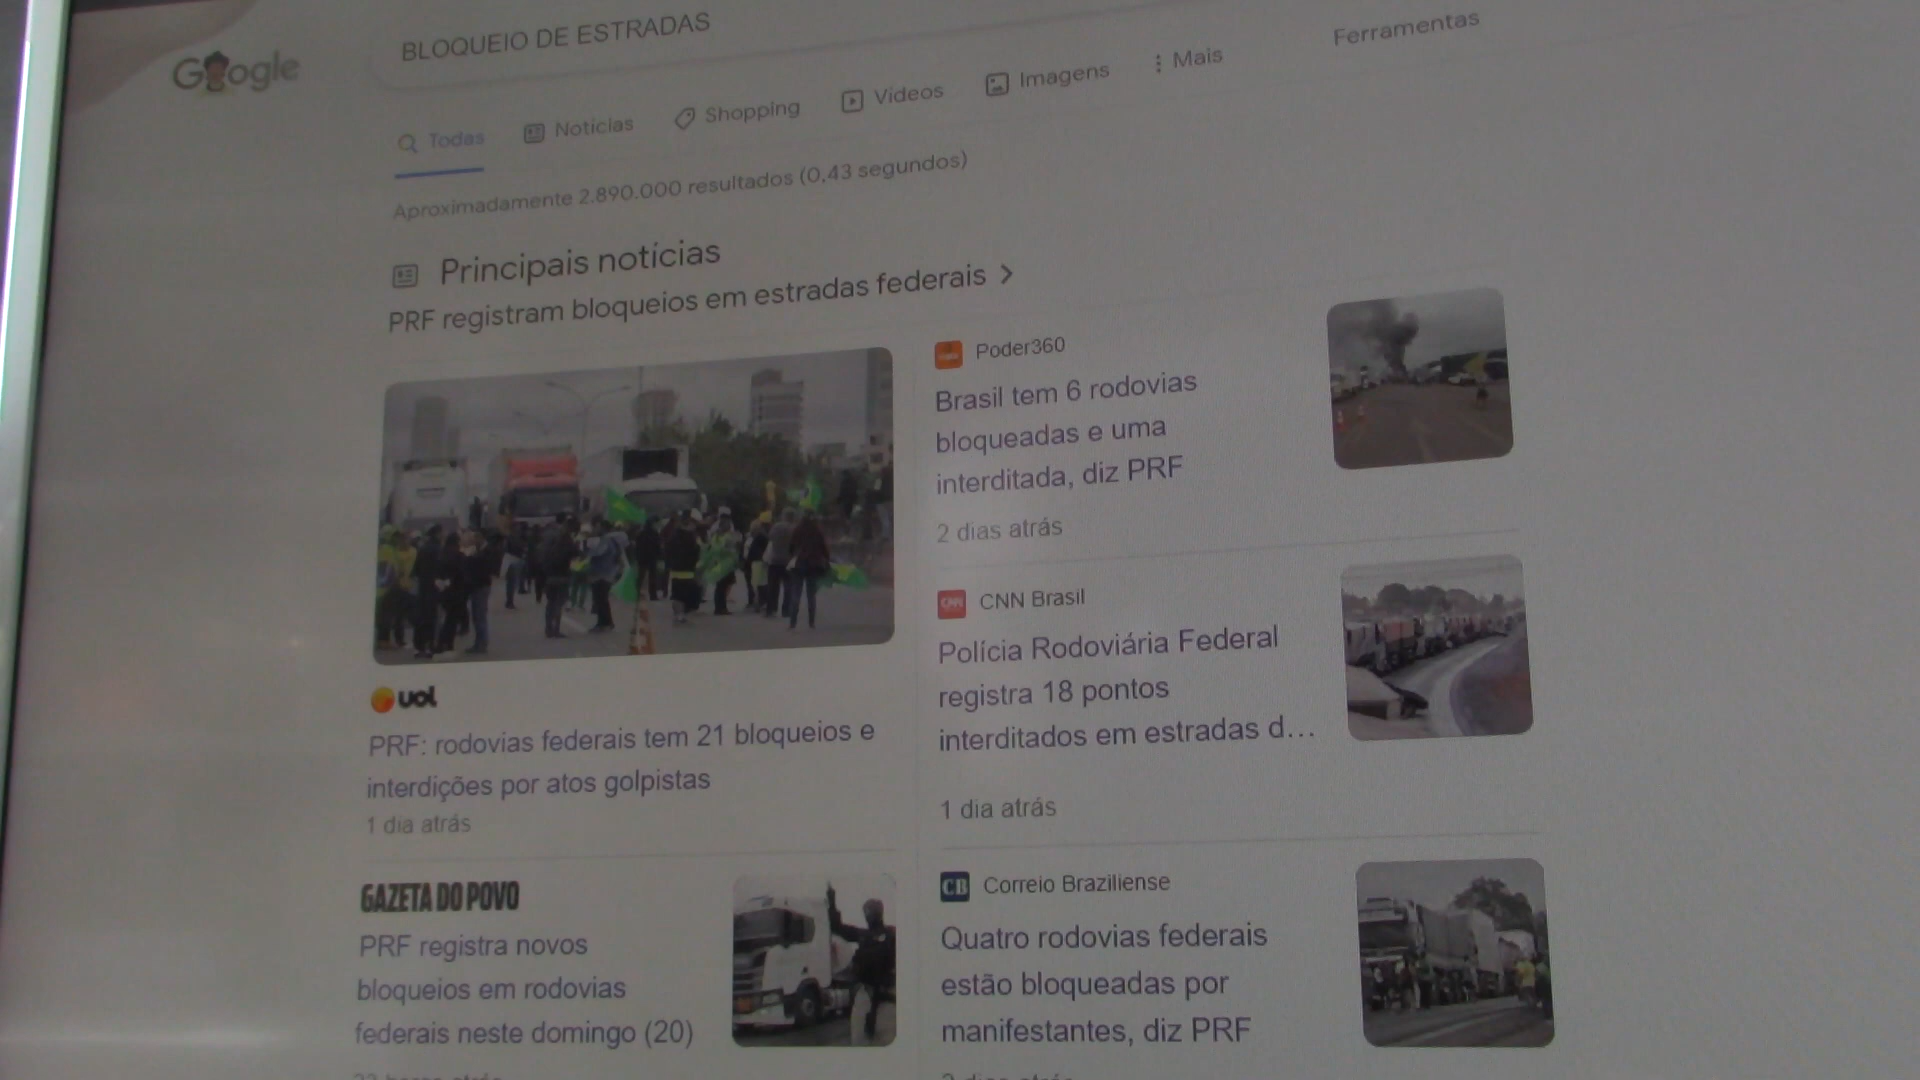 Google
BLOQUEIO DE ESTRADAS
Todas
Notícias
Shopping
Vídeos
Imagens
Mais
Ferramentas
Aproximadamente 2.890.000 resultados (0,43 segundos)
Principais notícias
PRF registram bloqueios em estradas federais
uol
PRF: rodovias federais tem 21 bloqueios e
interdições por atos golpistas
1 dia atrás
Poder360
Brasil tem 6 rodovias
bloqueadas e uma
interditada, diz PRF
2 dias atrás
CNN
CNN Brasil
Polícia Rodoviária Federal
registra 18 pontos
interditados em estradas d...
1 dia atrás
GAZETA DO POVO
PRF registra novos
bloqueios em rodovias
federais neste domingo (20)
CB
Correio Braziliense
Quatro rodovias federais
estão bloqueadas por
manifestantes, diz PRF